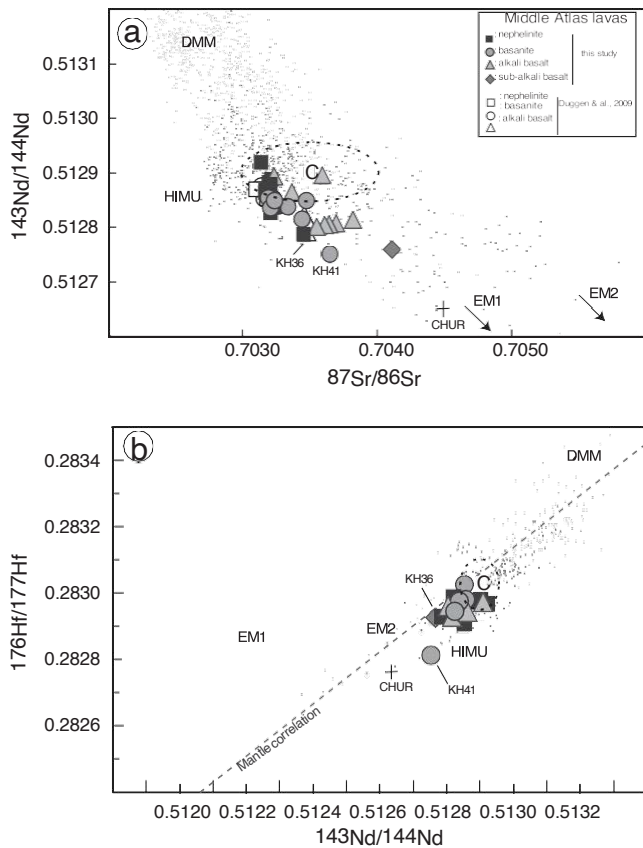 a
DMM
HIMU
C
KH36
KH41
CHUR
EM1
EM2
0.5131
0.5130
0.5129
0.5128
0.5127
143Nd/144Nd
0.7030
0.7040
0.7050
87Sr/86Sr
Middle Atlas lavas
: nephelinite
basanite
alkali basalt
sub-alkali basalt
this study
: nephelinite
: basanite
: alkali basalt
Duggen & al., 2009
b
0.2834
0.2832
0.2830
0.2828
0.2826
176Hf/177Hf
DMM
KH36
C
EM1
EM2
HIMU
CHUR
KH41
Mantle correlation
0.5120
0.5122
0.5124
0.5126
0.5128
0.5130
0.5132
143Nd/144Nd